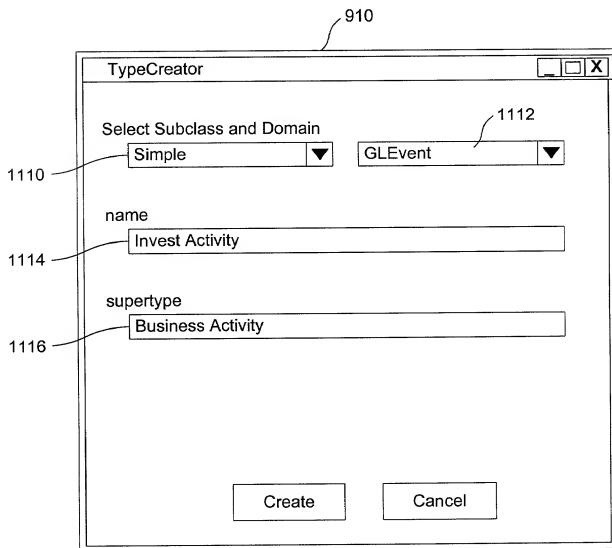 910
TypeCreator X
1112
Select Subclass and Domain
1110 Simple GLEvent
name
1114 Invest Activity
supertype
1116 Business Activity
Create Cancel